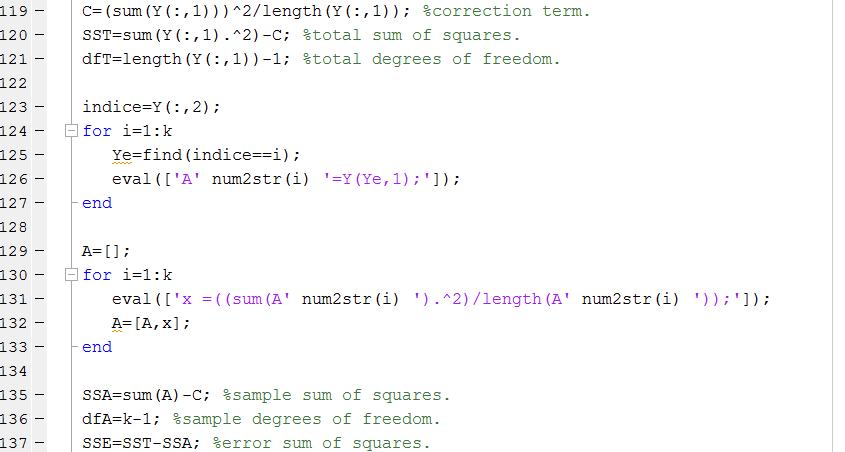 119 – C=(sum(Y(:,1)))^2/length(Y(:,1)); %correction term.
120 – SST=sum(Y(:,1).^2)-C; %total sum of squares.
121 – dfT=length(Y(:,1))-1; %total degrees of freedom.
122
123 – indice=Y(:,2);
124 – for i=1:k
125 – Ye=find(indice==i);
126 – eval(['A' num2str(i) '=Y(Ye,1);']);
127 – end
128
129 – A=[];
130 – for i=1:k
131 – eval(['x =((sum(A' num2str(i) ').^2)/length(A' num2str(i) '));']);
132 – A=[A,x];
133 – end
134
135 – SSA=sum(A)-C; %sample sum of squares.
136 – dfA=k-1; %sample degrees of freedom.
137 – SSE=SST-SSA; %error sum of squares.